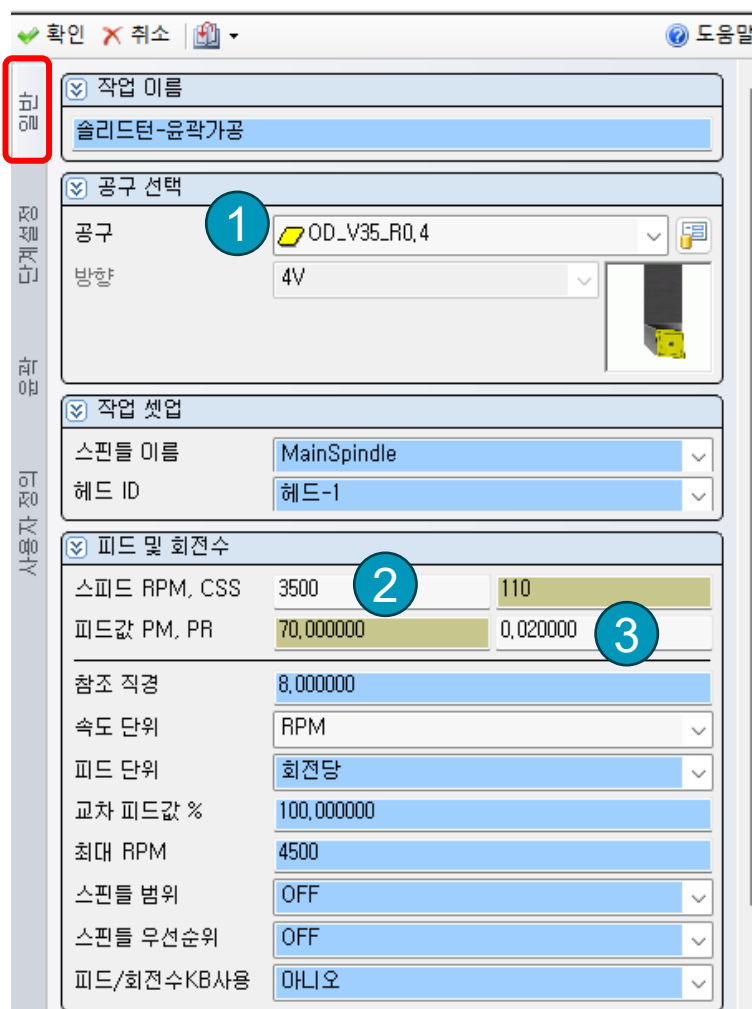 확인 취소 도움말
일반
단계설정
윤곽
사용자 정의
작업 이름
솔리드턴-윤곽가공
공구 선택
공구 1 OD_V35_R0,4
방향 4V
작업 셋업
스핀들 이름 MainSpindle
헤드 ID 헤드-1
피드 및 회전수
스피드 RPM, CSS 3500 2 110
피드값 PM, PR 70,000000 0,020000 3
참조 직경 8,000000
속도 단위 RPM
피드 단위 회전당
교차 피드값 % 100,000000
최대 RPM 4500
스핀들 범위 OFF
스핀들 우선순위 OFF
피드/회전수KB사용 아니오